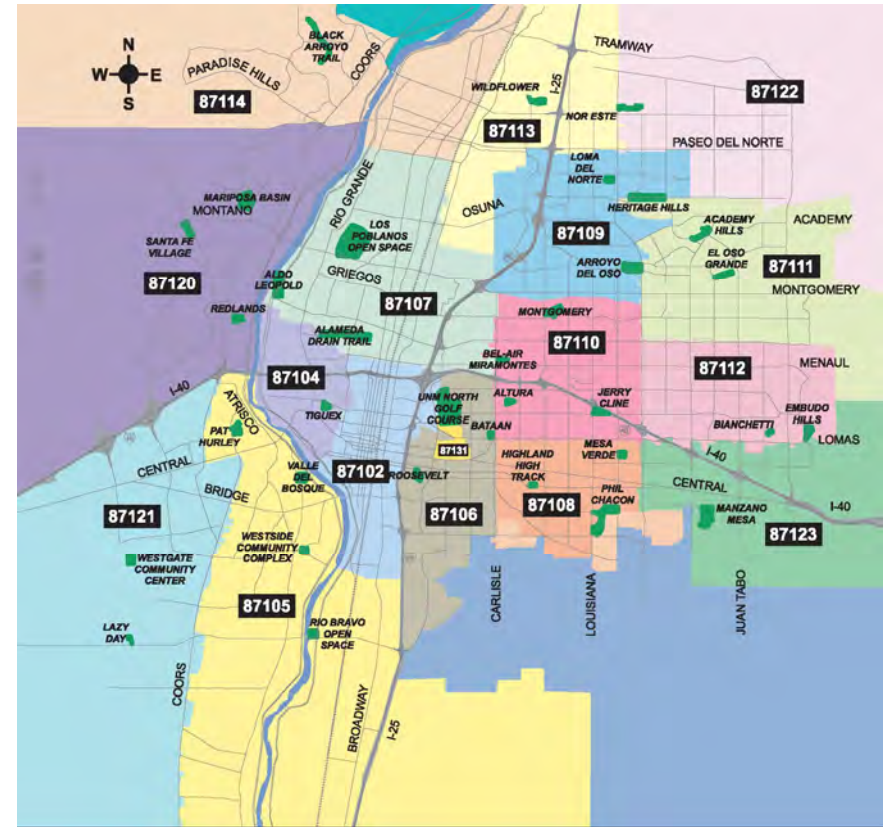 BLACK
ARROYO
TRAIL
COORS
TRAMWAY
N
W E
S
PARADISE HILLS
I-25
WILDFLOWER
87122
87114
NOR ESTE
87113
PASEO DEL NORTE
LOMA
DEL
NORTE
MARIPOSA BASIN
MONTANO
RIO GRANDE
OSUNA
HERITAGE HILLS
LOS
POBLANOS
OPEN SPACE
ACADEMY
HILLS
ACADEMY
SANTA FE
VILLAGE
87109
EL OSO
GRANDE
87111
ARROYO
DEL OSO
ALDO
LEOPOLD
GRIEGOS
87120
87107
MONTGOMERY
REDLANDS
MONTGOMERY
ALAMEDA
DRAIN TRAIL
87110
87112
BEL-AIR
MIRAMONTES
MENAUL
87104
I-40
ATRISCO
UNM NORTH
GOLF
COURSE
ALTURA
JERRY
CLINE
TIGUEX
EMBUDO
HILLS
BIANCHETTI
PAT
HURLEY
BATAAN
LOMAS
87131
MESA
VERDE
I-40
CENTRAL
VALLE
DEL
BOSQUE
87102
ROOSEVELT
HIGHLAND
HIGH
TRACK
CENTRAL
BRIDGE
PHIL
CHACON
I-40
87121
87106
87108
MANZANO
MESA
87123
WESTSIDE
COMMUNITY
COMPLEX
WESTGATE
COMMUNITY
CENTER
CARLISLE
LOUISIANA
JUAN TABO
87105
LAZY
DAY
RIO BRAVO
OPEN
SPACE
COORS
BROADWAY
I-25